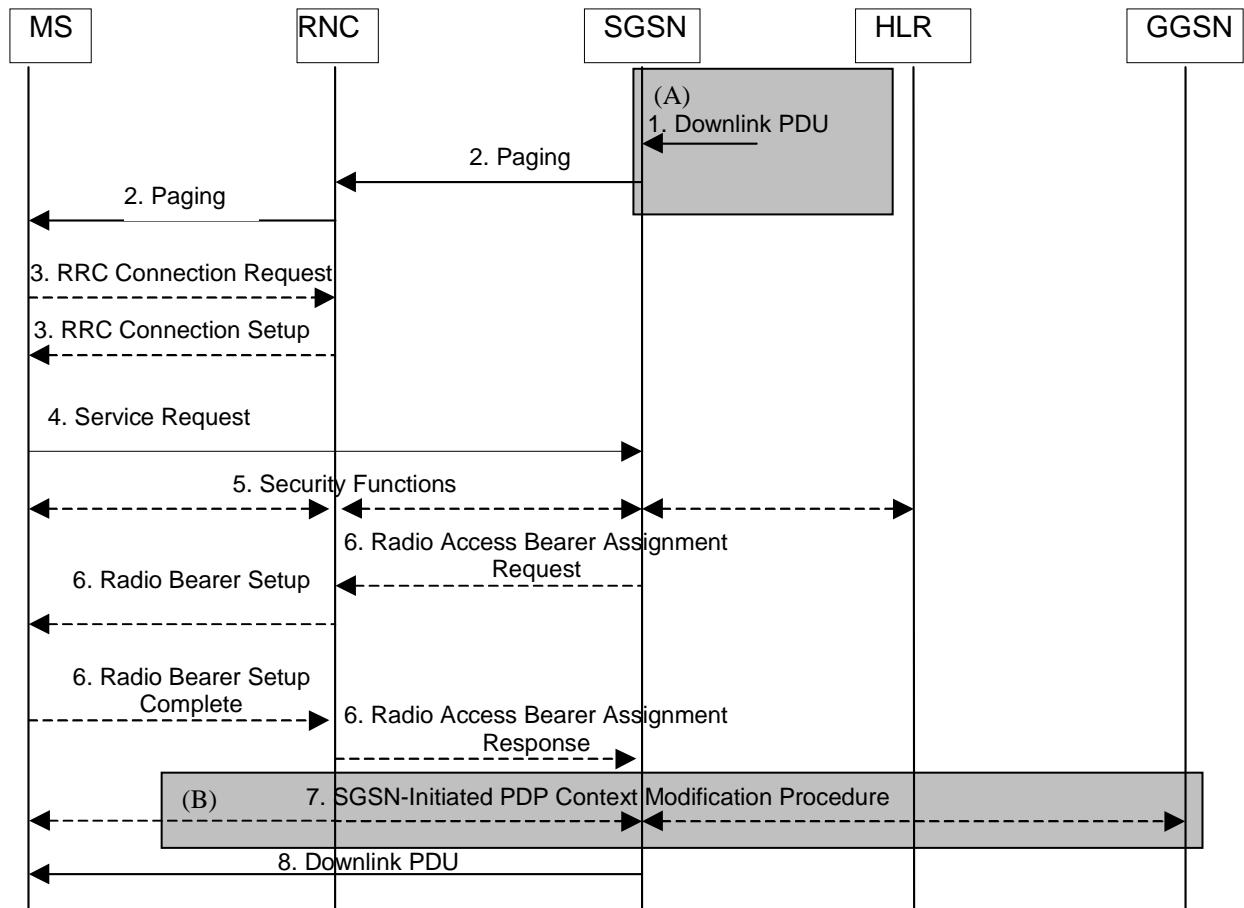 MS
RNC
SGSN
HLR
GGSN
(A)
1. Downlink PDU
2. Paging
2. Paging
3. RRC Connection Request
3. RRC Connection Setup
4. Service Request
5. Security Functions
6. Radio Access Bearer Assignment
Request
6. Radio Bearer Setup
6. Radio Bearer Setup
Complete
6. Radio Access Bearer Assignment
Response
(B)
7. SGSN-Initiated PDP Context Modification Procedure
8. Downlink PDU